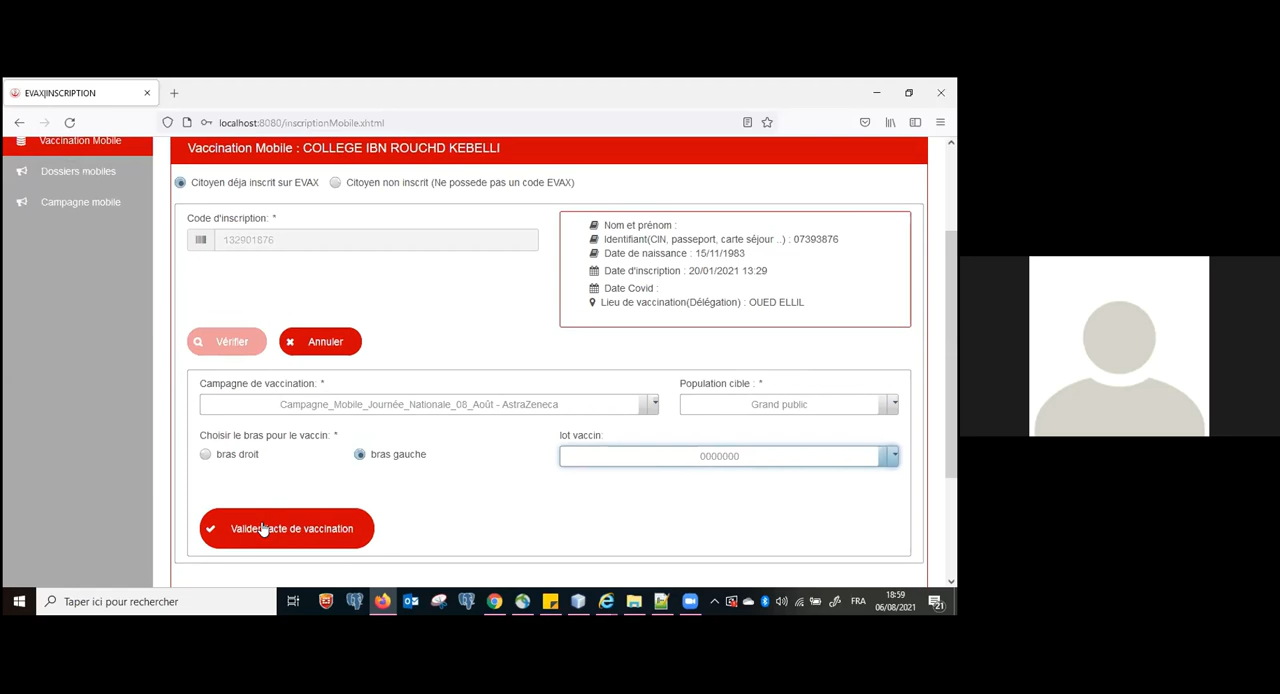 EVAX|INSCRIPTION
localhost:8080/inscriptionMobile.xhtml
Vaccination Mobile
Dossiers mobiles
Campagne mobile
Vaccination Mobile : COLLEGE IBN ROUCHD KEBELLI
Citoyen déja inscrit sur EVAX Citoyen non inscrit (Ne possede pas un code EVAX)
Code d'inscription: *
132901876
Nom et prénom :
Identifiant(CIN, passeport, carte séjour ..) : 07393876
Date de naissance : 15/11/1983
Date d'inscription : 20/01/2021 13:29
Date Covid :
Lieu de vaccination(Délégation) : OUED ELLIL
Vérifier Annuler
Campagne de vaccination: * Population cible : *
Campagne_Mobile_Journée_Nationale_08_Août - AstraZeneca Grand public
Choisir le bras pour le vaccin: * lot vaccin:
bras droit bras gauche 0000000
acte de vaccination
Taper ici pour rechercher
FRA
18:59
06/08/2021
21